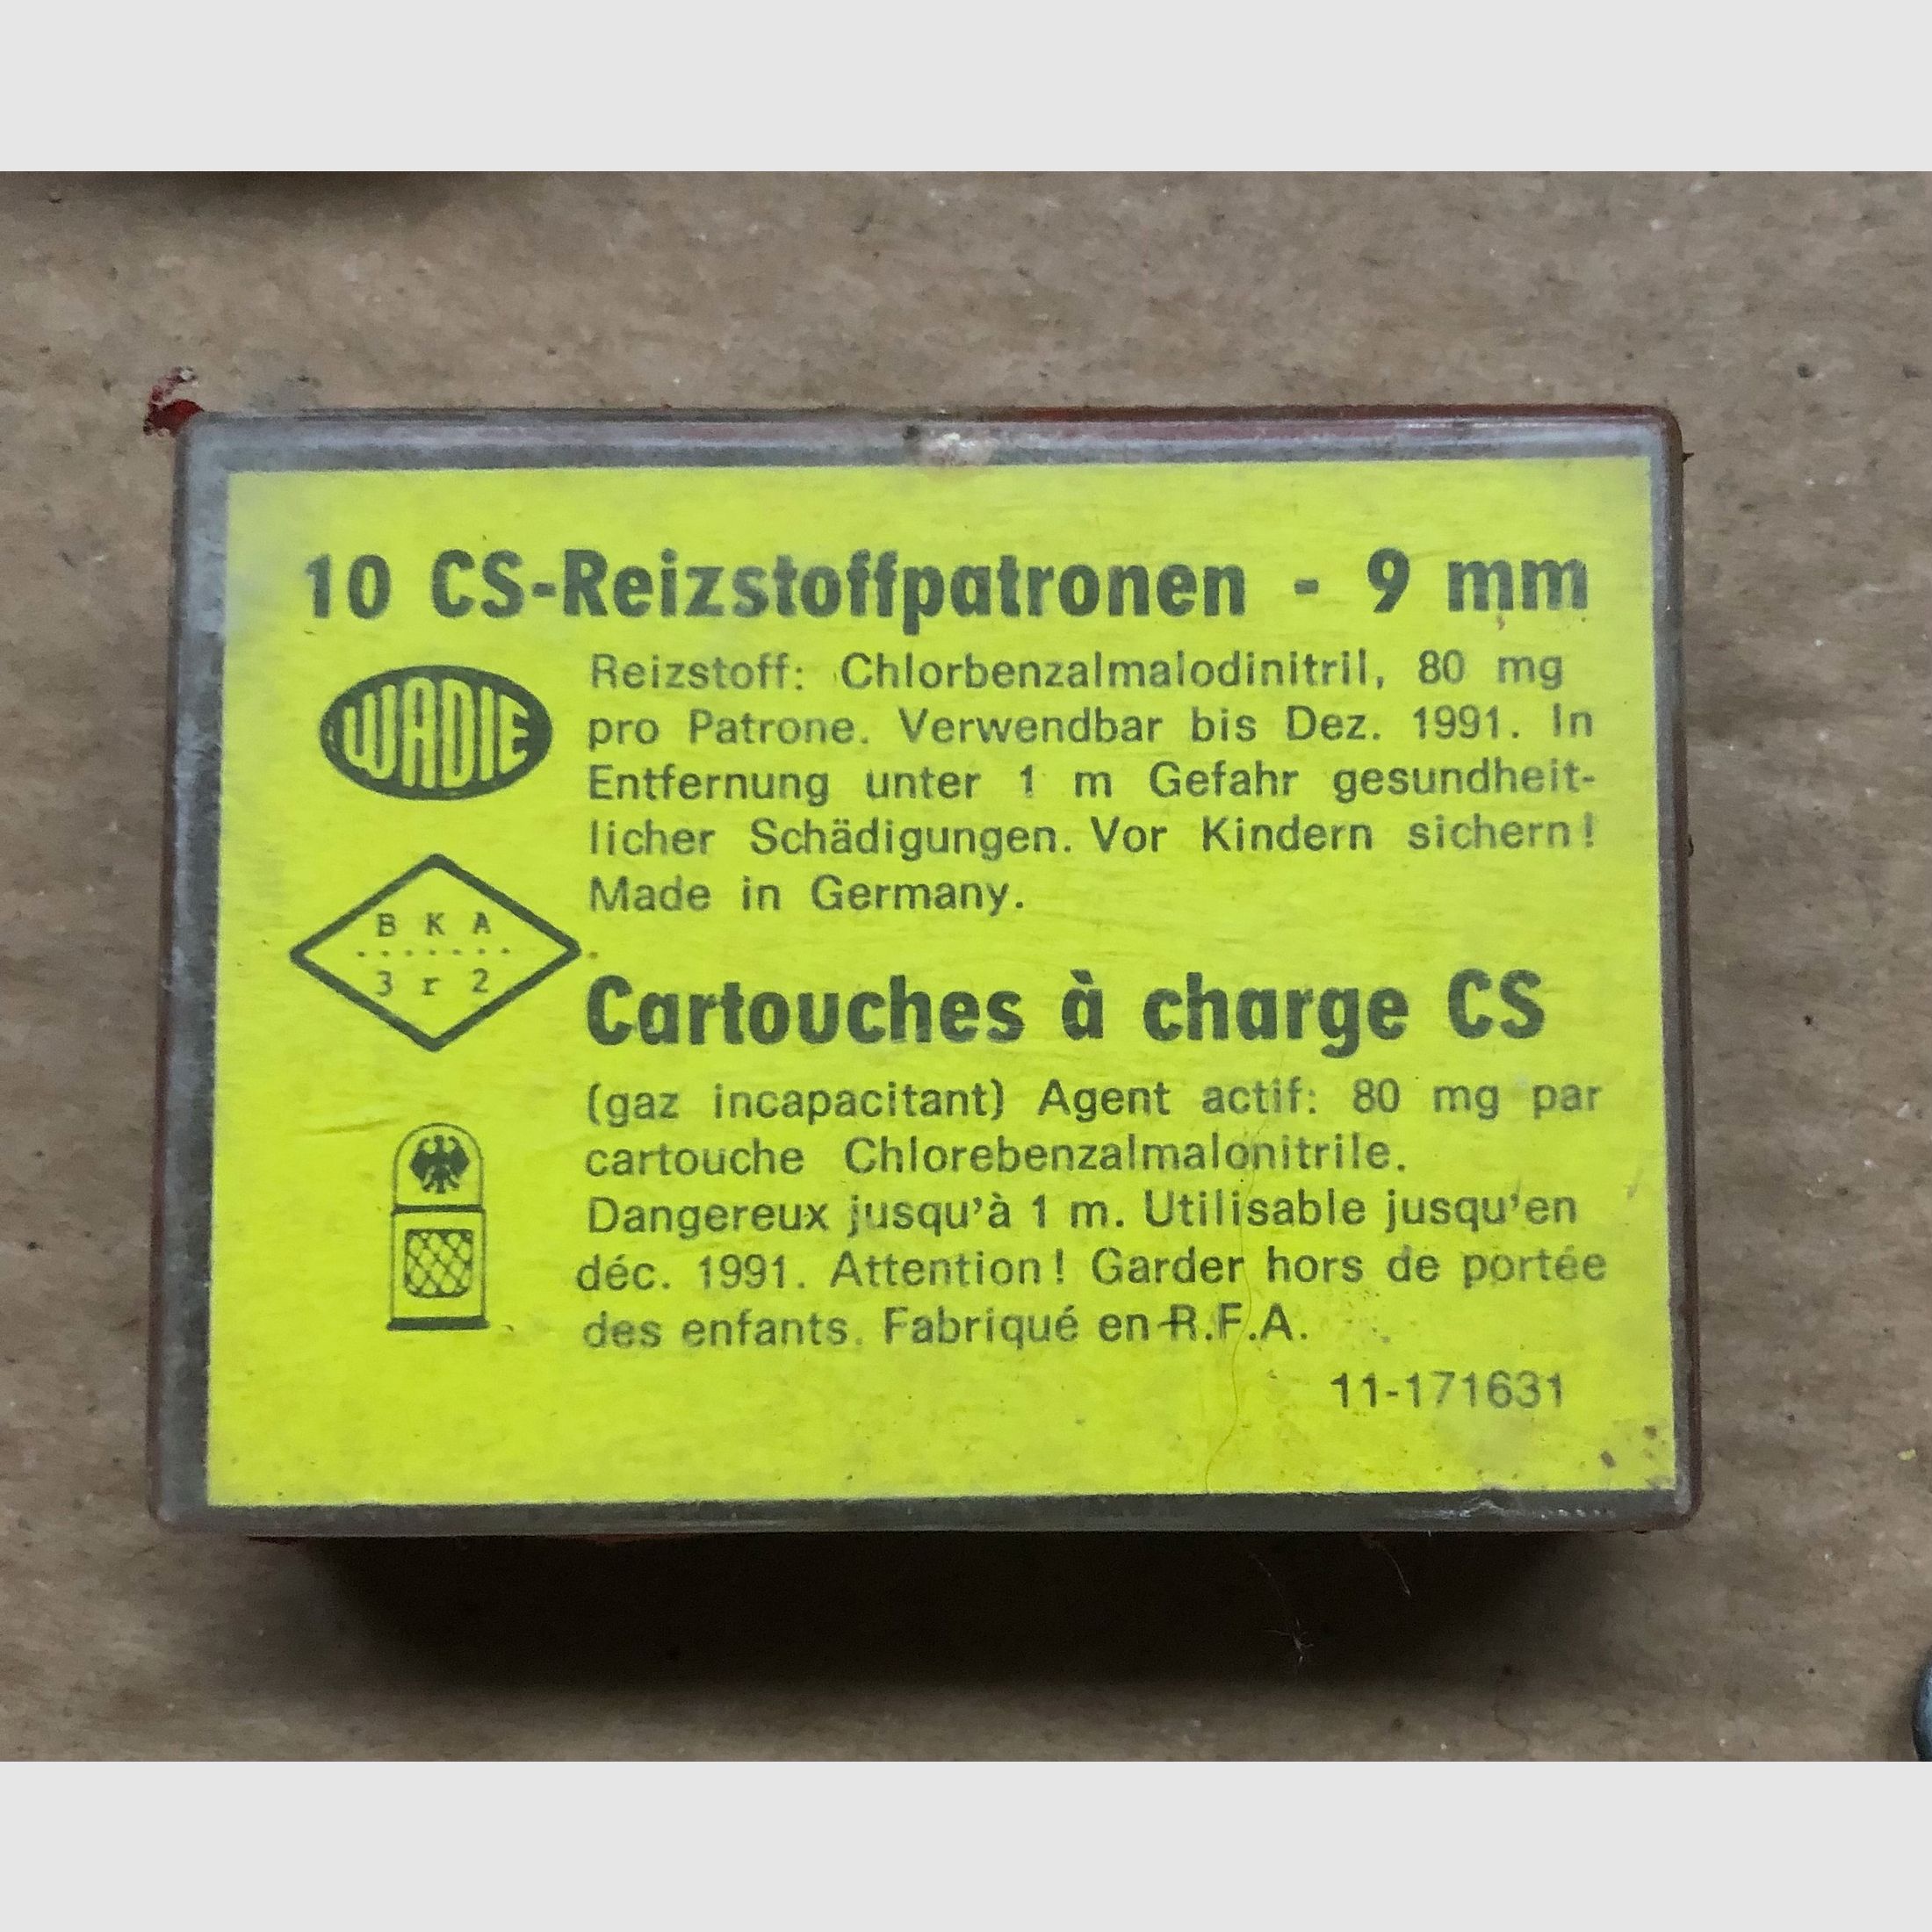 10 CS-Reizstoffpatronen - 9 mm
WADIE
Reizstoff: Chlorbenzalmalodinitril, 80 mg
pro Patrone. Verwendbar bis Dez. 1991. In
Entfernung unter 1 m Gefahr gesundheit-
licher Schädigungen. Vor Kindern sichern!
Made in Germany.
B K A
3 r 2
Cartouches à charge CS
(gaz incapacitant) Agent actif: 80 mg par
cartouche Chlorebenzalmalonitrile.
Dangereux jusqu'à 1 m. Utilisable jusqu'en
déc. 1991. Attention! Garder hors de portée
des enfants. Fabriqué en R.F.A.
11-171631